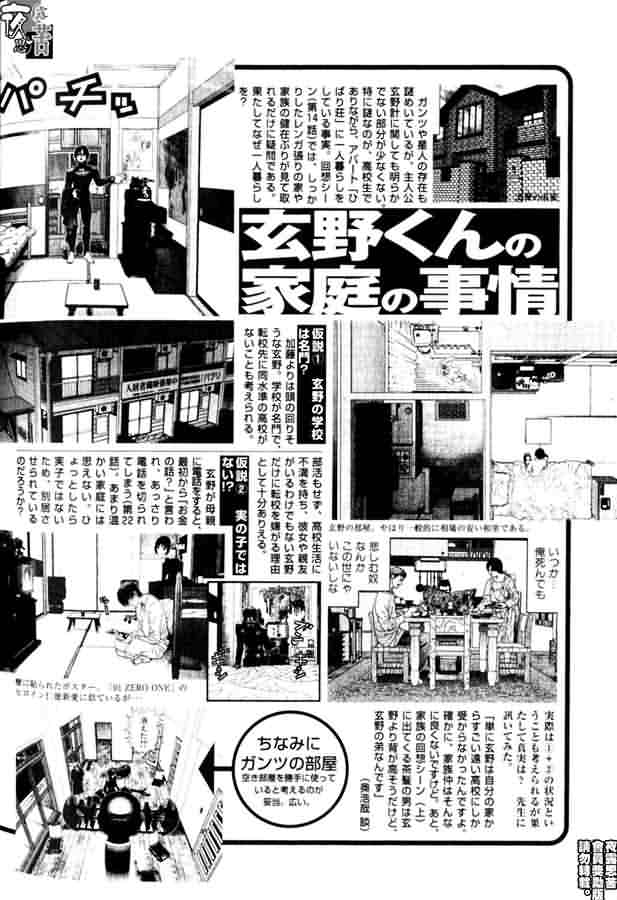 夜露思苦
パチッ
ガンツや星人の存在も
謎めいているが、主人公
玄野計に関しても明らか
でない部分が少なくない。
特に謎なのが、高校生で
ありながら、アパート「ひ
ばり荘」に一人暮らしを
している事実。回想シー
ン(第14話)では、しっか
りしたレンガ張りの家や
家族の健在ぶりが見て取
れるだけに疑問である。
果たしてなぜ一人暮らし
を?
玄野くんの
家庭の事情
仮説① 玄野の学校
は名門?
加藤よりは頭の回りそ
うな玄野。学校が名門で、
転校先に同水準の高校が
ないことも考えられる。
部活もせず、高校生活に
不満を持ち、彼女や親友
がいるわけでもない玄野
だけに転校を嫌がる理由
として十分ありえる。
仮説② 実の子では
ない!?
玄野が母親
に電話をすると、
最初から「お金
の話?」と言わ
れ、あっさり
電話を切られ
てしまう(第22
話)。あまり温
かい家庭には
思えない。ひ
ょっとしたら
実子ではない
ため、別居さ
せられている
のだろうか?
玄野の部屋。やはり一般的に相場の安い和室である。
いつか…
俺死んでも
悲しむ奴
なんか
この世にゃ
いないしな
壁に貼られたポスター。「01 ZERO ONE」の
実際は①+②の状況とい
うことも考えられるが果
たして真実は?先生に
訊いてみた。
「単に玄野は自分の家か
らすごい遠い高校にしか
受からなかったんですよ。
確かに、家族仲はそんな
に良くないですけど。あと、
家族の回想シーン(上)
に出てくる茶髪の男は玄
野より背が高そうだけど、
玄野の弟なんです」
(奥浩哉 談)
ちなみに
ガンツの部屋
空き部屋を勝手に使って
いると考えるのが
妥当。広い。
夜露思苦
會員奬勵版
請勿轉載。